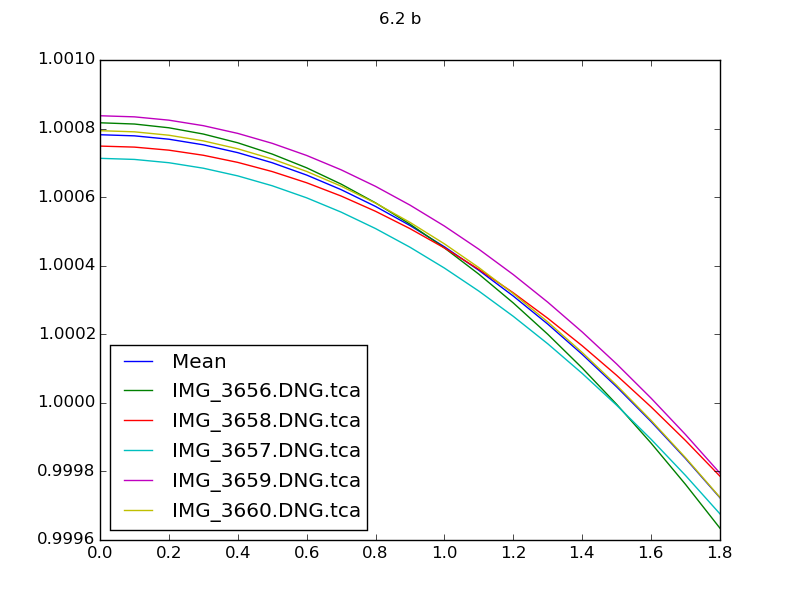 6.2 b
1.0010
1.0008
1.0006
1.0004
1.0002
1.0000
0.9998
0.9996
Mean
IMG_3656.DNG.tca
IMG_3658.DNG.tca
IMG_3657.DNG.tca
IMG_3659.DNG.tca
IMG_3660.DNG.tca
0.0 0.2 0.4 0.6 0.8 1.0 1.2 1.4 1.6 1.8